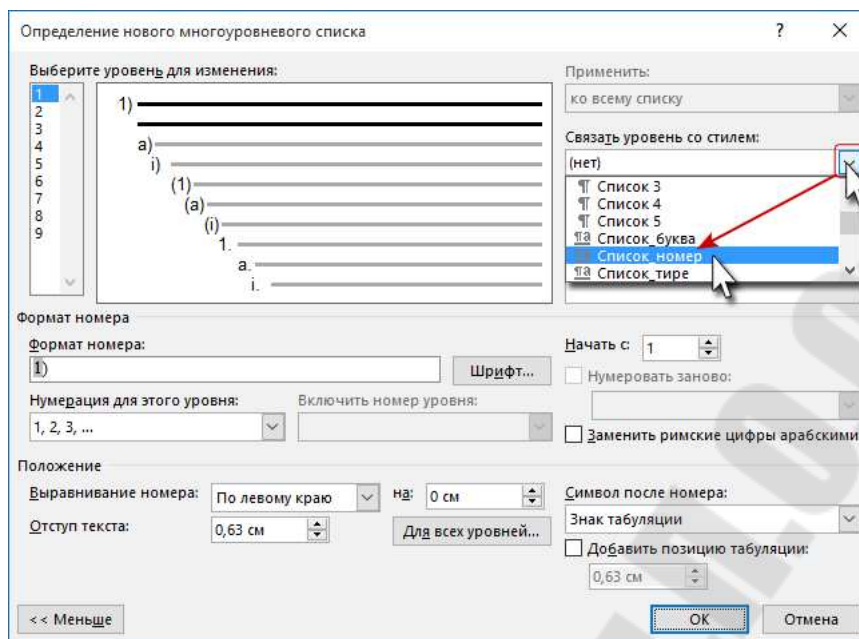 Определение нового многоуровневого списка ?
Выберите уровень для изменения:
1
2
3
4
5
6
7
8
9
1)
a)
i)
(1)
(a)
(i)
1.
a.
i.
Применить:
ко всему списку
Связать уровень со стилем:
(нет)
¶ Список 3
¶ Список 4
¶ Список 5
¶a Список_буква
Список_номер
¶a Список_тире
Формат номера
Формат номера:
1)
Шрифт...
Нумерация для этого уровня:
1, 2, 3, ...
Включить номер уровня:
Начать с: 1
Нумеровать заново:
Заменить римские цифры арабскими
Положение
Выравнивание номера: По левому краю на: 0 см
Отступ текста: 0,63 см Для всех уровней...
Символ после номера:
Знак табуляции
Добавить позицию табуляции:
0,63 см
<< Меньше ОК Отмена